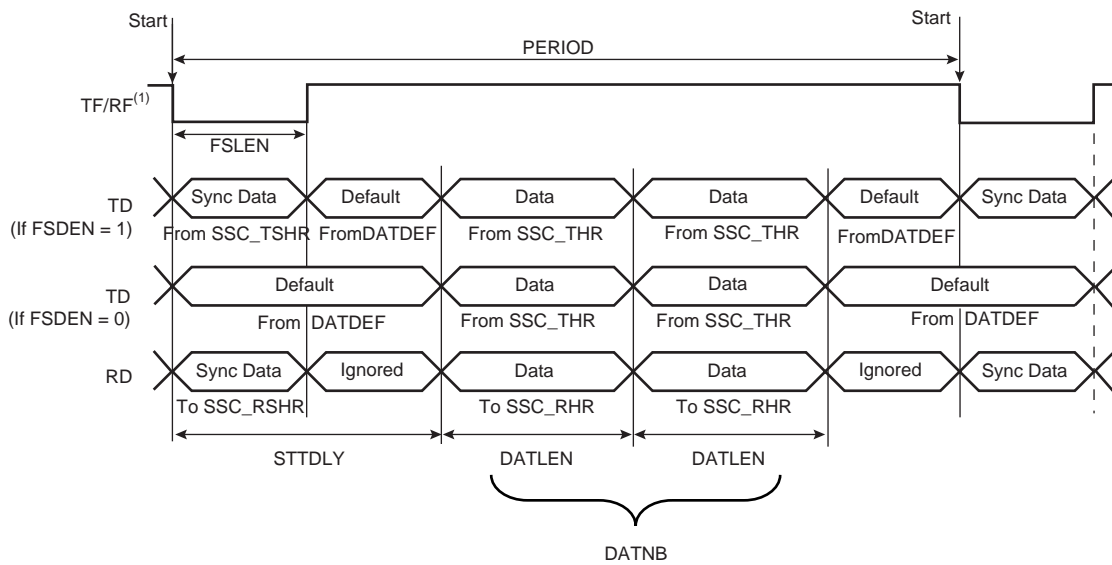 Start
Start
PERIOD
TF/RF(1)
FSLEN
TD
(If FSDEN = 1)
Sync Data
Default
Data
Data
Default
Sync Data
From SSC_TSHR
FromDATDEF
From SSC_THR
From SSC_THR
FromDATDEF
TD
(If FSDEN = 0)
Default
Data
Data
Default
From DATDEF
From SSC_THR
From SSC_THR
From DATDEF
RD
Sync Data
Ignored
Data
Data
Ignored
Sync Data
To SSC_RSHR
To SSC_RHR
To SSC_RHR
STTDLY
DATLEN
DATLEN
DATNB